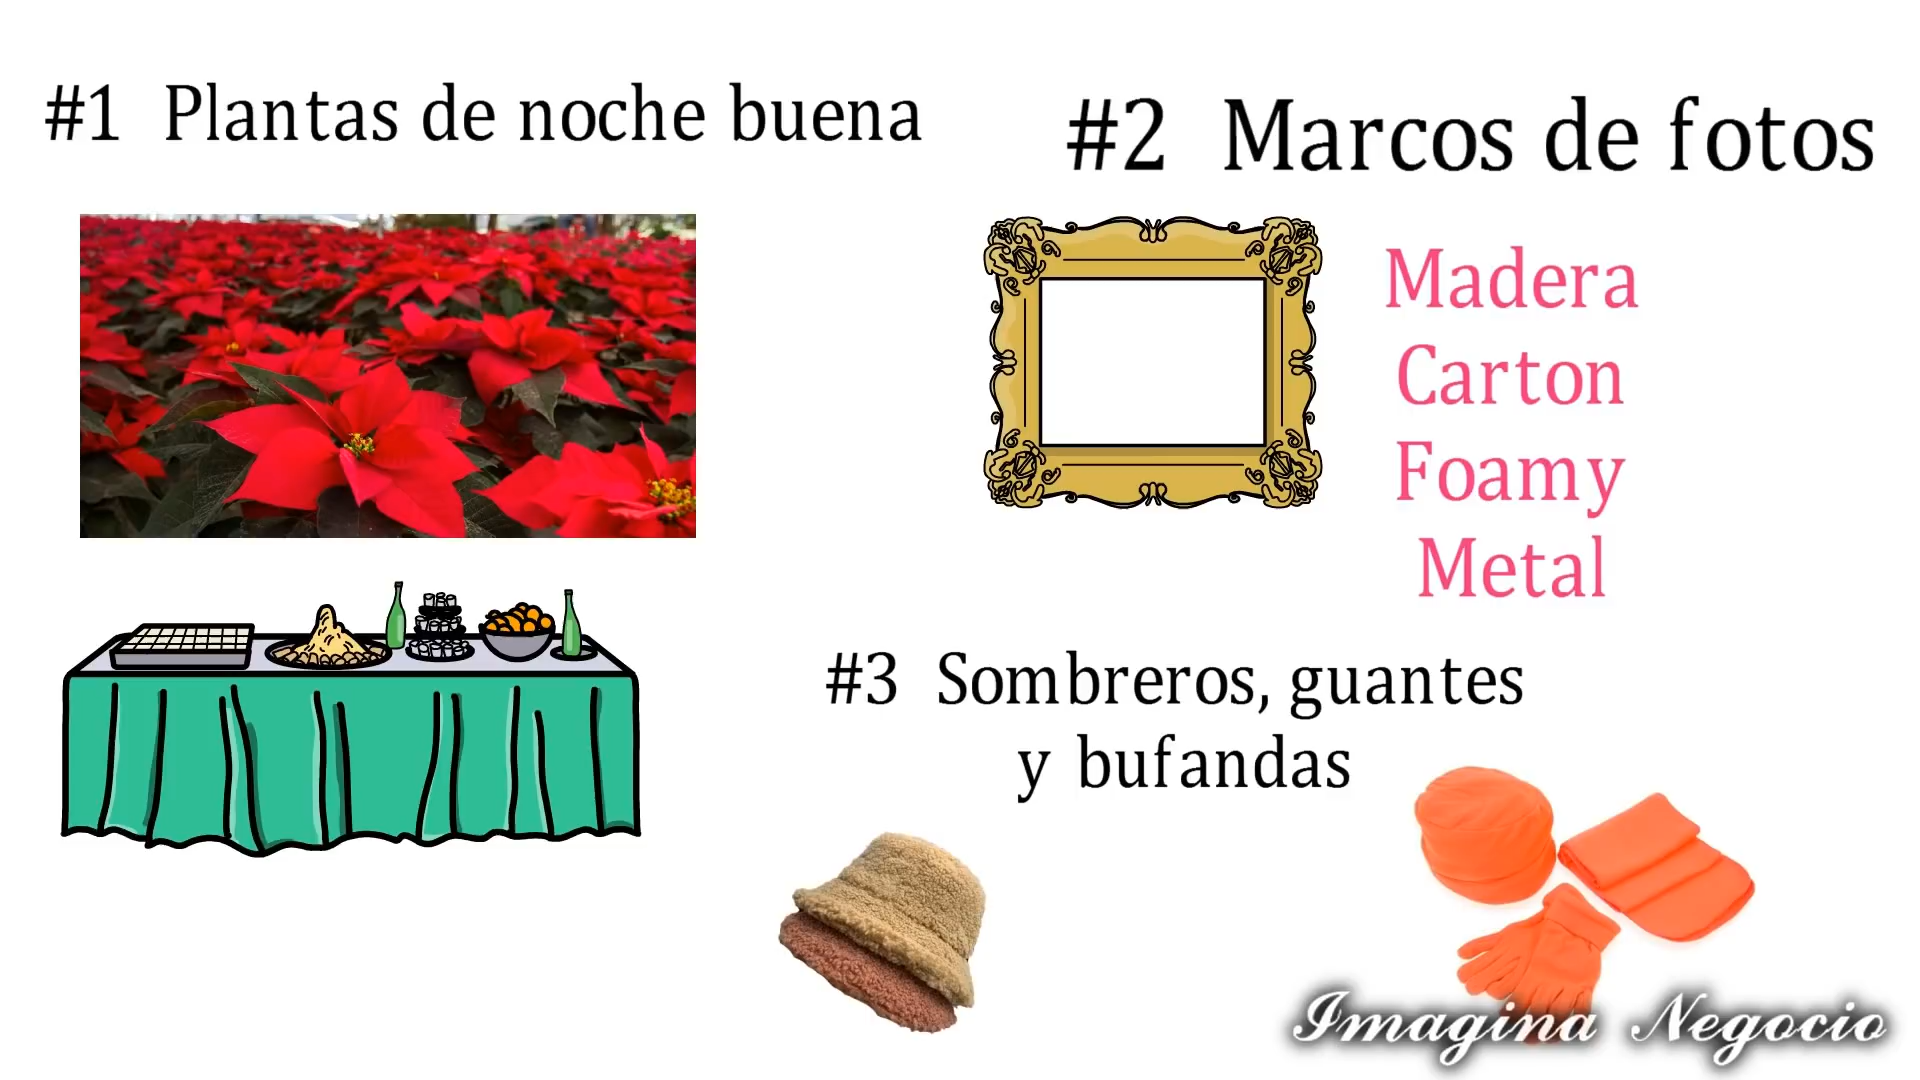 #1 Plantas de noche buena
#2 Marcos de fotos
Madera
Carton
Foamy
Metal
#3 Sombreros, guantes
y bufandas
Imagina Negocio